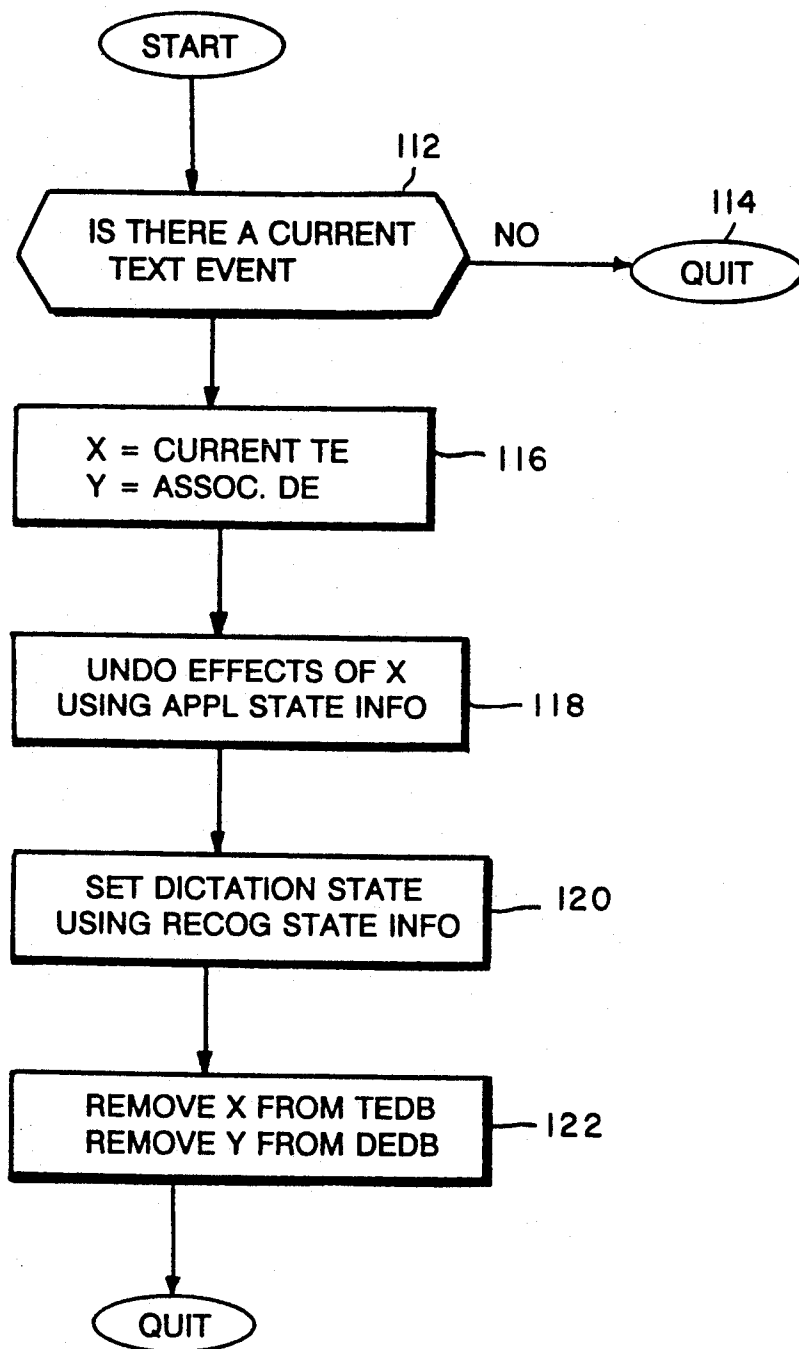 START
112
IS THERE A CURRENT
TEXT EVENT
NO
114
QUIT
X = CURRENT TE
Y = ASSOC. DE
116
UNDO EFFECTS OF X
USING APPL STATE INFO
118
SET DICTATION STATE
USING RECOG STATE INFO
120
REMOVE X FROM TEDB
REMOVE Y FROM DEDB
122
QUIT